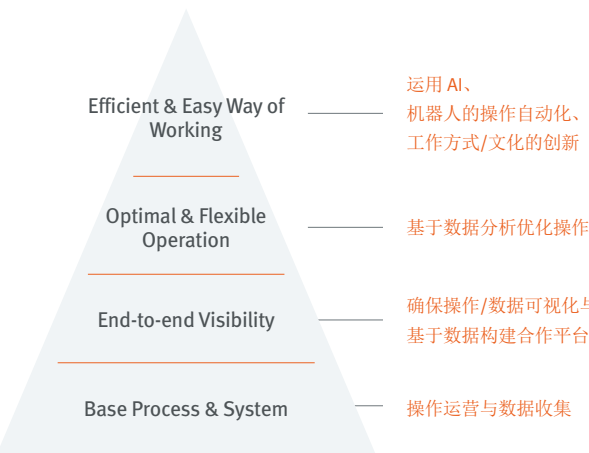 Efficient & Easy Way of
Working
运用 AI、
机器人的操作自动化、
工作方式/文化的创新
Optimal & Flexible
Operation
基于数据分析优化操作
End-to-end Visibility
确保操作/数据可视化与
基于数据构建合作平台
Base Process & System
操作运营与数据收集